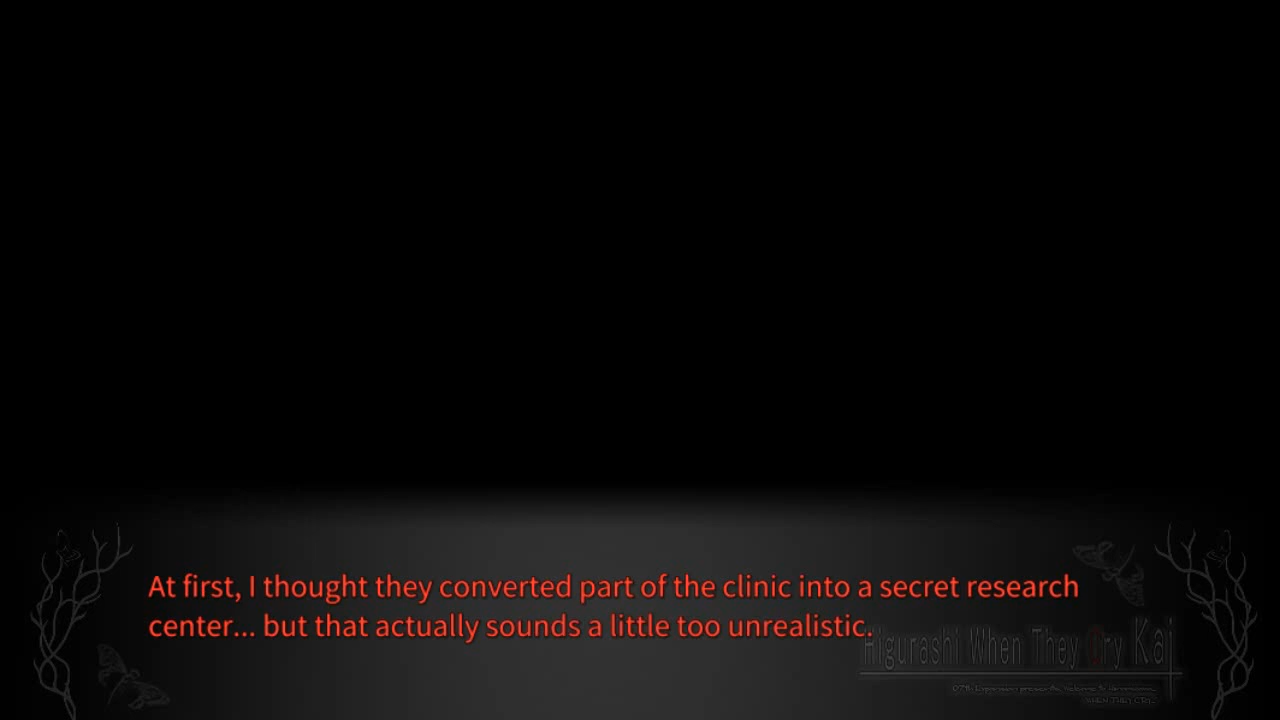 At first, I thought they converted part of the clinic into a secret research
center... but that actually sounds a little too unrealistic.
Higurashi When They Cry Kai